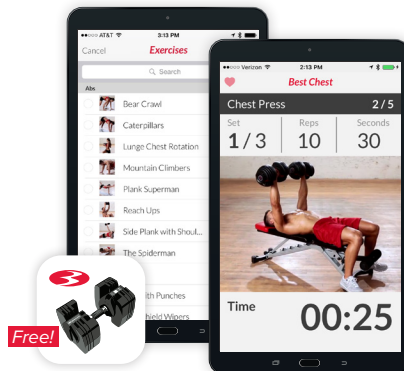 AT&T 3:13 PM
Cancel Exercises
Search
Abs
Bear Crawl
Caterpillars
Lunge Chest Rotation
Mountain Climbers
Plank Superman
Reach Ups
Side Plank with Shoul...
The Spiderman
ith Punches
hield Wipers
Verizon 2:13 PM
Best Chest
Chest Press 2 / 5
Set Reps Seconds
1 / 3 10 30
Time 00:25
Free!